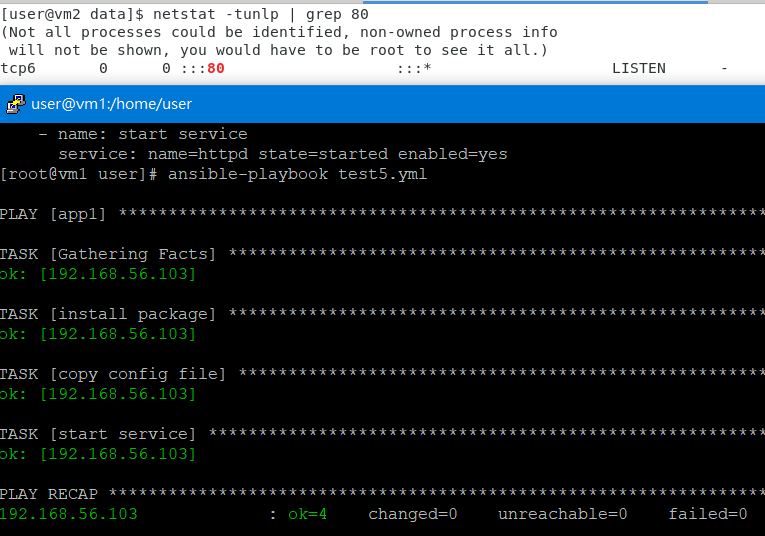 [user@vm2 data]$ netstat -tunlp | grep 80
(Not all processes could be identified, non-owned process info
 will not be shown, you would have to be root to see it all.)
tcp6       0      0 :::80                   :::*                    LISTEN      -
user@vm1:/home/user
    - name: start service
      service: name=httpd state=started enabled=yes
[root@vm1 user]# ansible-playbook test5.yml
PLAY [app1] ****************************************************************
TASK [Gathering Facts] *****************************************************
ok: [192.168.56.103]
TASK [install package] *****************************************************
ok: [192.168.56.103]
TASK [copy config file] ****************************************************
ok: [192.168.56.103]
TASK [start service] *******************************************************
ok: [192.168.56.103]
PLAY RECAP *****************************************************************
192.168.56.103             : ok=4    changed=0    unreachable=0    failed=0